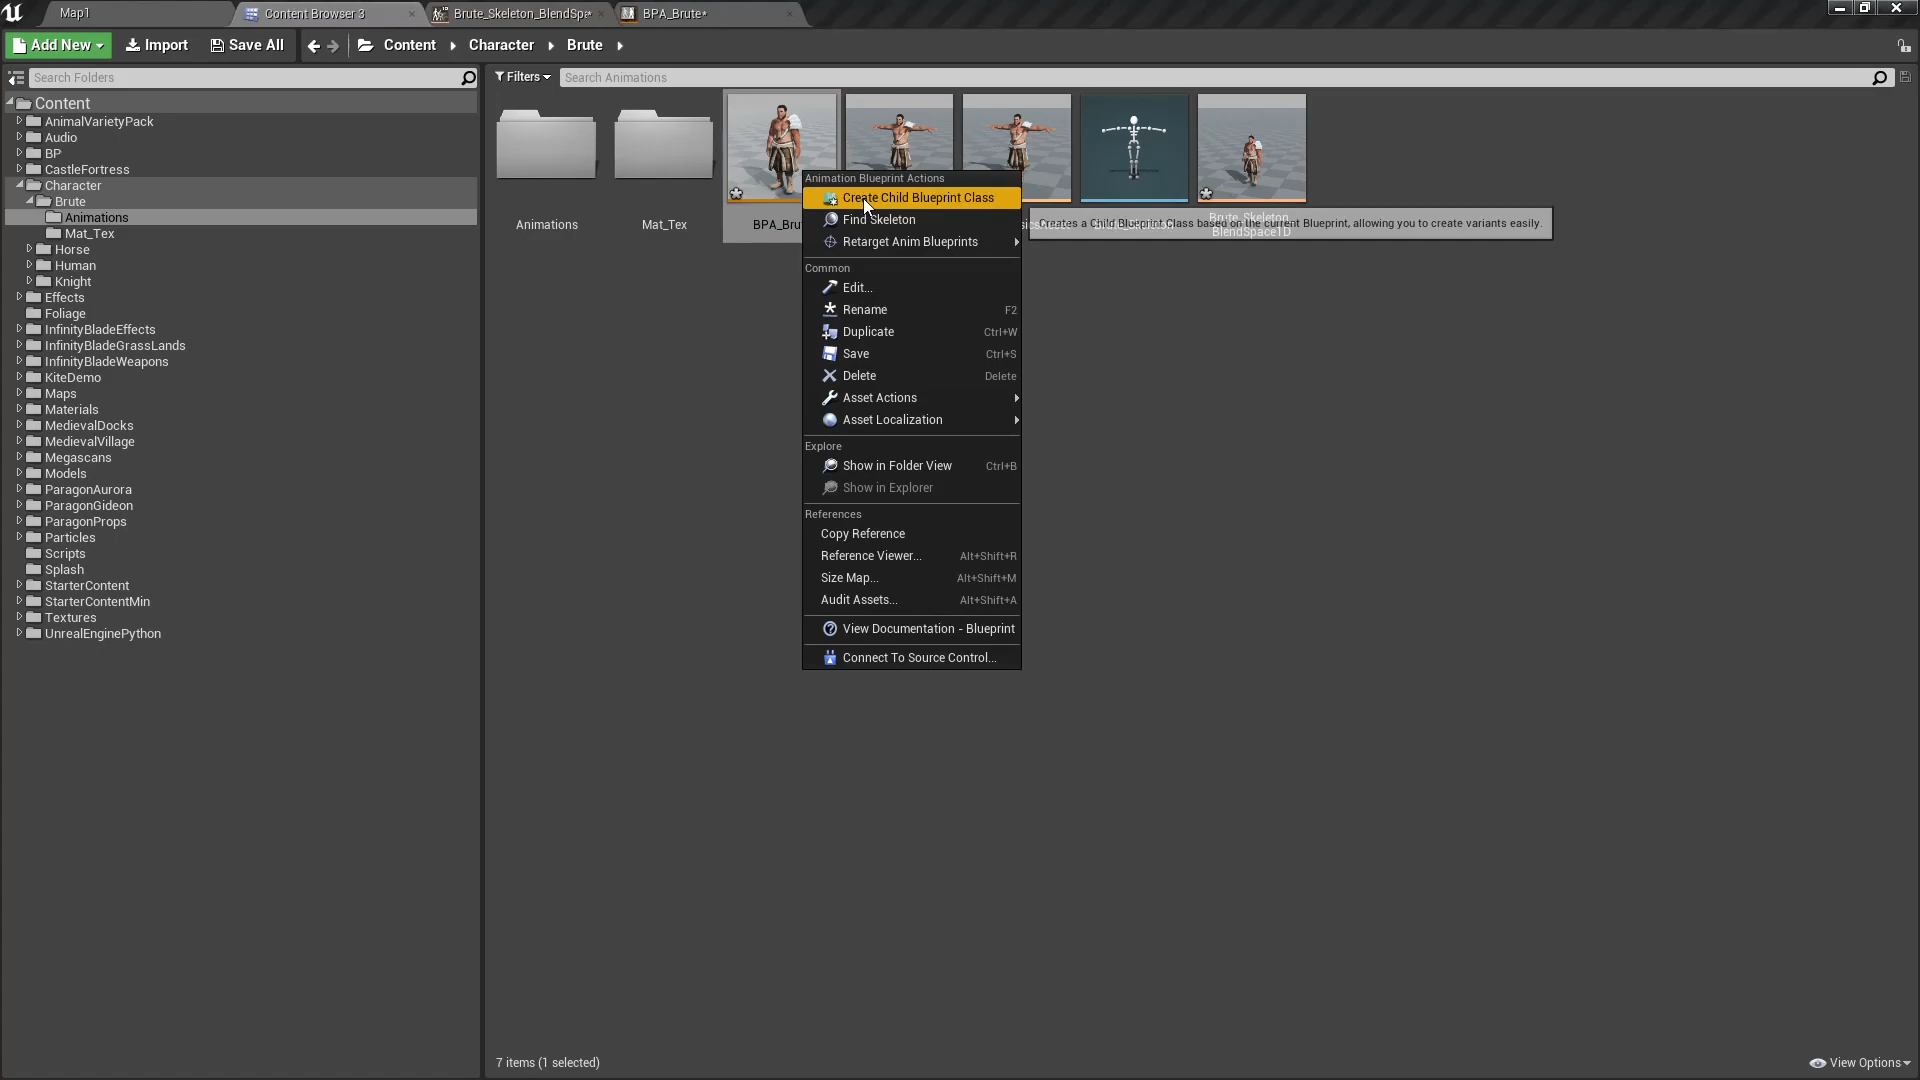 Map1
Content Browser 3
Brute_Skeleton_BlendSp
BPA_Brute*
Add New
Import
Save All
Content
Character
Brute
Search Folders
Filters
Search Animations
Content
AnimalVarietyPack
Audio
BP
CastleFortress
Character
Brute
Animations
Mat_Tex
Horse
Human
Knight
Effects
Foliage
InfinityBladeEffects
InfinityBladeGrassLands
InfinityBladeWeapons
KiteDemo
Maps
Materials
MedievalDocks
MedievalVillage
Megascans
Models
ParagonAurora
ParagonGideon
ParagonProps
Particles
Scripts
Splash
StarterContent
StarterContentMin
Textures
UnrealEnginePython
Animations
Mat_Tex
BPA_Bru
Brute_Skeleton_
BlendSpace1D
Animation Blueprint Actions
Create Child Blueprint Class
Find Skeleton
Retarget Anim Blueprints
Creates a Child Blueprint Class based on the current Blueprint, allowing you to create variants easily.
Common
Edit...
Rename F2
Duplicate Ctrl+W
Save Ctrl+S
Delete Delete
Asset Actions
Asset Localization
Explore
Show in Folder View Ctrl+B
Show in Explorer
References
Copy Reference
Reference Viewer... Alt+Shift+R
Size Map... Alt+Shift+M
Audit Assets... Alt+Shift+A
View Documentation - Blueprint
Connect To Source Control...
7 items (1 selected)
View Options